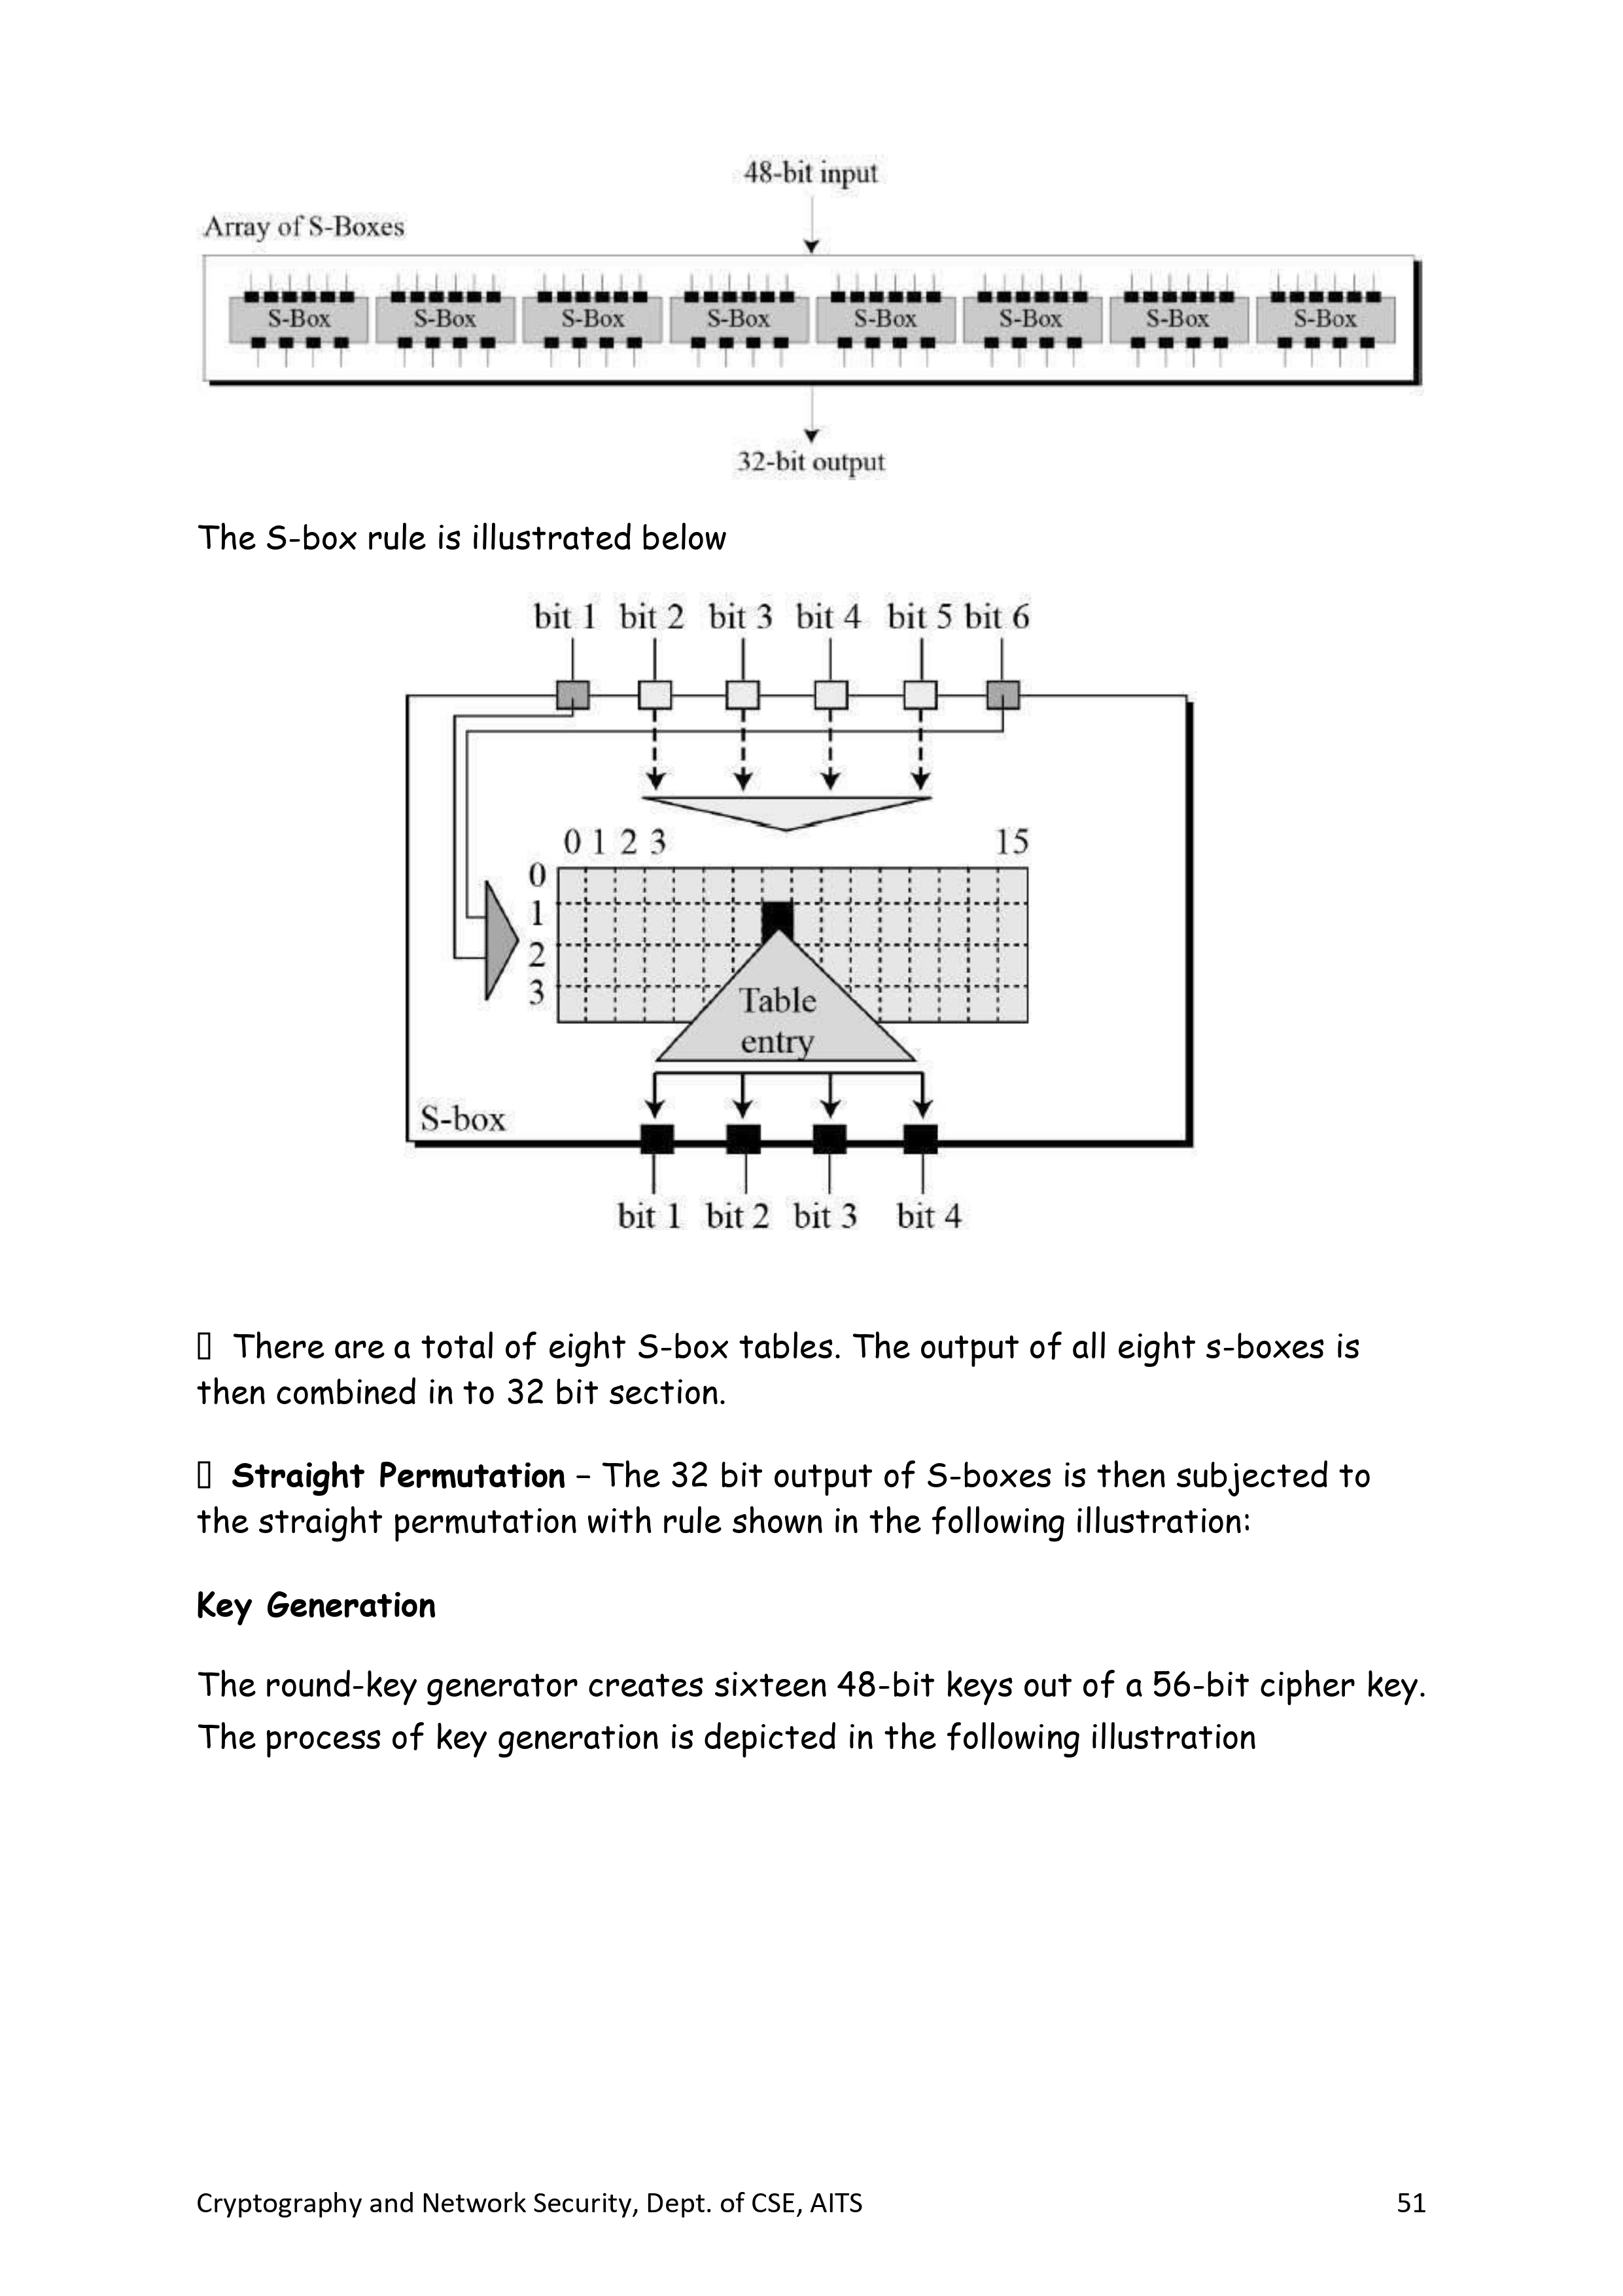 48-bit input
Array of S-Boxes
S-Box S-Box S-Box S-Box S-Box S-Box S-Box S-Box
32-bit output
The S-box rule is illustrated below
bit 1 bit 2 bit 3 bit 4 bit 5 bit 6
0 1 2 3 15
0
1
2
3
Table
entry
S-box
bit 1 bit 2 bit 3 bit 4
There are a total of eight S-box tables. The output of all eight s-boxes is
then combined in to 32 bit section.
Straight Permutation – The 32 bit output of S-boxes is then subjected to
the straight permutation with rule shown in the following illustration:
Key Generation
The round-key generator creates sixteen 48-bit keys out of a 56-bit cipher key.
The process of key generation is depicted in the following illustration
Cryptography and Network Security, Dept. of CSE, AITS 51